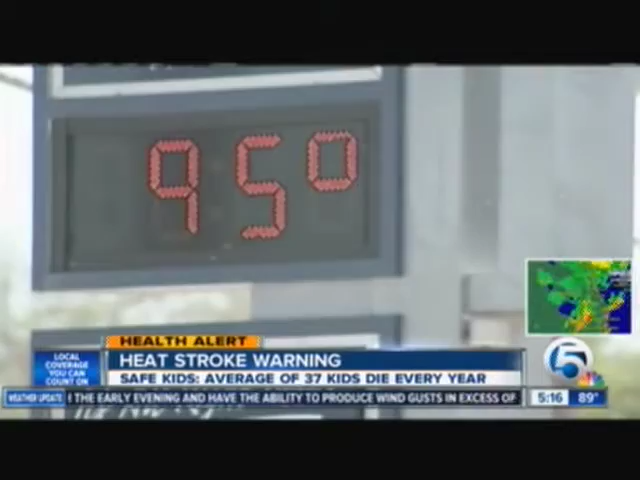 95°
HEALTH ALERT
LOCAL
COVERAGE
YOU CAN
COUNT ON
HEAT STROKE WARNING
SAFE KIDS: AVERAGE OF 37 KIDS DIE EVERY YEAR
5
WEATHER UPDATE
THE EARLY EVENING AND HAVE THE ABILITY TO PRODUCE WIND GUSTS IN EXCESS OF
5:16
89°